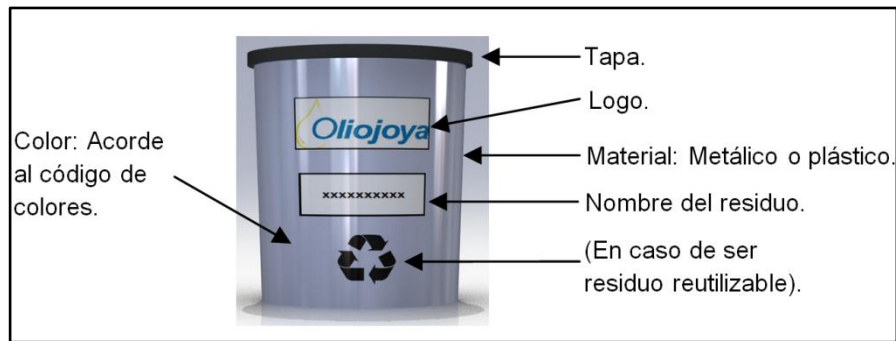 Tapa.
Logo.
Oliojoya
Color: Acorde
al código de
colores.
Material: Metálico o plástico.
xxxxxxxxxx
Nombre del residuo.
(En caso de ser
residuo reutilizable).